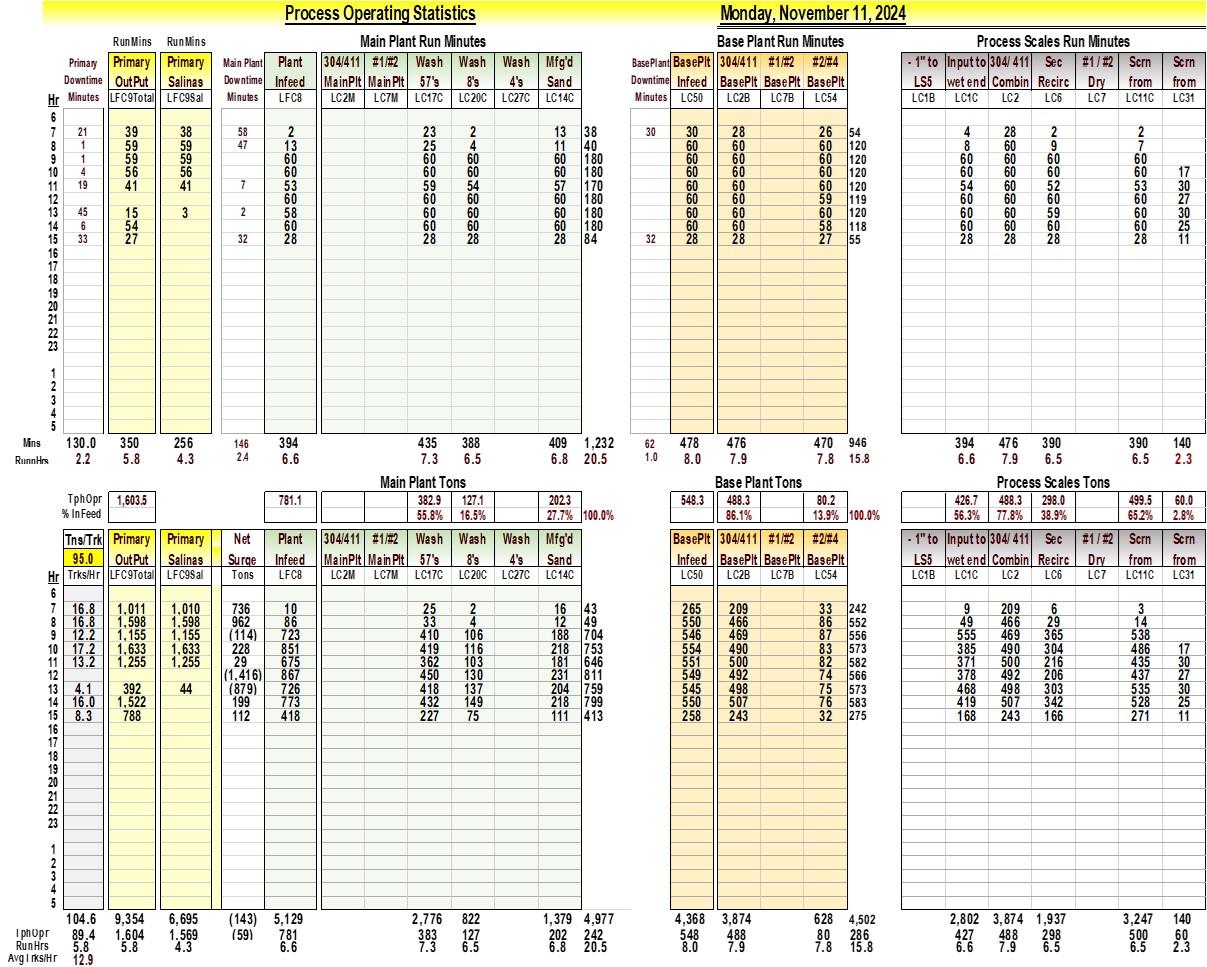 Process Operating Statistics Monday, November 11, 2024
RunMins RunMins Main Plant Run Minutes Base Plant Run Minutes Process Scales Run Minutes
Primary Primary Primary Main Plant Plant 304/411 #1/#2 Wash Wash Wash Mfg'd BasePlant BasePlt 304/411 #1/#2 #2/#4 - 1" to Input to 304/ 411 Sec #1 / #2 Scrn Scrn
Downtime OutPut Salinas Downtime Infeed MainPlt MainPlt 57's 8's 4's Sand Downtime Infeed BasePlt BasePlt BasePlt LS5 wet end Combin Recirc Dry from from
Hr Minutes LFC9Total LFC9Sal Minutes LFC8 LC2M LC7M LC17C LC20C LC27C LC14C Minutes LC50 LC2B LC7B LC54 LC1B LC1C LC2 LC6 LC7 LC11C LC31
6
7 21 39 38 58 2 23 2 13 38 30 30 28 26 54 4 28 2 2
8 1 59 59 47 13 25 4 11 40 60 60 60 120 8 60 9 7
9 1 59 59 60 60 60 60 180 60 60 60 120 60 60 60 60
10 4 56 56 60 60 60 60 180 60 60 60 120 60 60 60 60 17
11 19 41 41 7 53 59 54 57 170 60 60 60 120 54 60 52 53 30
12 60 60 60 60 180 60 60 59 119 60 60 60 60 27
13 45 15 3 2 58 60 60 60 180 60 60 60 120 60 60 59 60 30
14 6 54 60 60 60 60 180 60 60 58 118 60 60 60 60 25
15 33 27 32 28 28 28 28 84 32 28 28 27 55 28 28 28 28 11
16
17
18
19
20
21
22
23
1
2
3
4
5
Mins 130.0 350 256 146 394 435 388 409 1,232 62 478 476 470 946 394 476 390 390 140
RunnHrs 2.2 5.8 4.3 2.4 6.6 7.3 6.5 6.8 20.5 1.0 8.0 7.9 7.8 15.8 6.6 7.9 6.5 6.5 2.3
Main Plant Tons Base Plant Tons Process Scales Tons
TphOpr 1,603.5 781.1 382.9 127.1 202.3 548.3 488.3 80.2 426.7 488.3 298.0 499.5 60.0
% InFeed 55.8% 16.5% 27.7% 100.0% 86.1% 13.9% 100.0% 56.3% 77.8% 38.9% 65.2% 2.8%
Tns/Trk Primary Primary Net Plant 304/411 #1/#2 Wash Wash Wash Mfg'd BasePlt 304/411 #1/#2 #2/#4 - 1" to Input to 304/ 411 Sec #1 / #2 Scrn Scrn
95.0 OutPut Salinas Surge Infeed MainPlt MainPlt 57's 8's 4's Sand Infeed BasePlt BasePlt BasePlt LS5 wet end Combin Recirc Dry from from
Hr Trks/Hr LFC9Total LFC9Sal Tons LFC8 LC2M LC7M LC17C LC20C LC27C LC14C LC50 LC2B LC7B LC54 LC1B LC1C LC2 LC6 LC7 LC11C LC31
6
7 16.8 1,011 1,010 736 10 25 2 16 43 265 209 33 242 9 209 6 3
8 16.8 1,598 1,598 962 86 33 4 12 49 550 466 86 552 49 466 29 14
9 12.2 1,155 1,155 (114) 723 410 106 188 704 546 469 87 556 555 469 365 538
10 17.2 1,633 1,633 228 851 419 116 218 753 554 490 83 573 385 490 304 486 17
11 13.2 1,255 1,255 29 675 362 103 181 646 551 500 82 582 371 500 216 435 30
12 (1,416) 867 450 130 231 811 549 492 74 566 378 492 206 437 27
13 4.1 392 44 (879) 726 418 137 204 759 545 498 75 573 468 498 303 535 30
14 16.0 1,522 199 773 432 149 218 799 550 507 76 583 419 507 342 528 25
15 8.3 788 112 418 227 75 111 413 258 243 32 275 168 243 166 271 11
16
17
18
19
20
21
22
23
1
2
3
4
5
104.6 9,354 6,695 (143) 5,129 2,776 822 1,379 4,977 4,368 3,874 628 4,502 2,802 3,874 1,937 3,247 140
TphOpr 89.4 1,604 1,569 (59) 781 383 127 202 242 548 488 80 286 427 488 298 500 60
RunHrs 5.8 5.8 4.3 6.6 7.3 6.5 6.8 20.5 8.0 7.9 7.8 15.8 6.6 7.9 6.5 6.5 2.3
AvgTrks/Hr 12.9